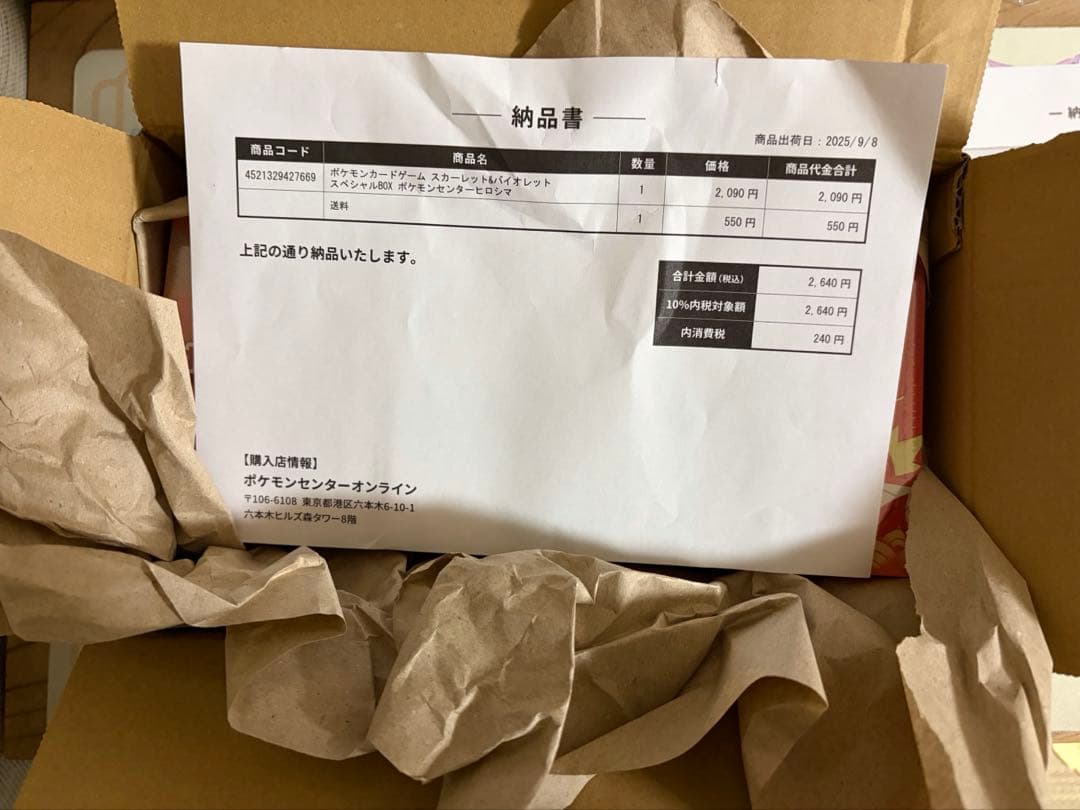 納品書
商品出荷日：2025/9/8
商品コード 商品名 数量 価格 商品代金合計
4521329427669 ポケモンカードゲーム スカーレット&バイオレット
スペシャルBOX ポケモンセンターヒロシマ 1 2,090 円 2,090 円
送料 1 550 円 550 円
上記の通り納品いたします。
合計金額(税込) 2,640 円
10%内税対象額 2,640 円
内消費税 240 円
【購入店情報】
ポケモンセンターオンライン
〒106-6108 東京都港区六本木6-10-1
六本木ヒルズ森タワー8階
納